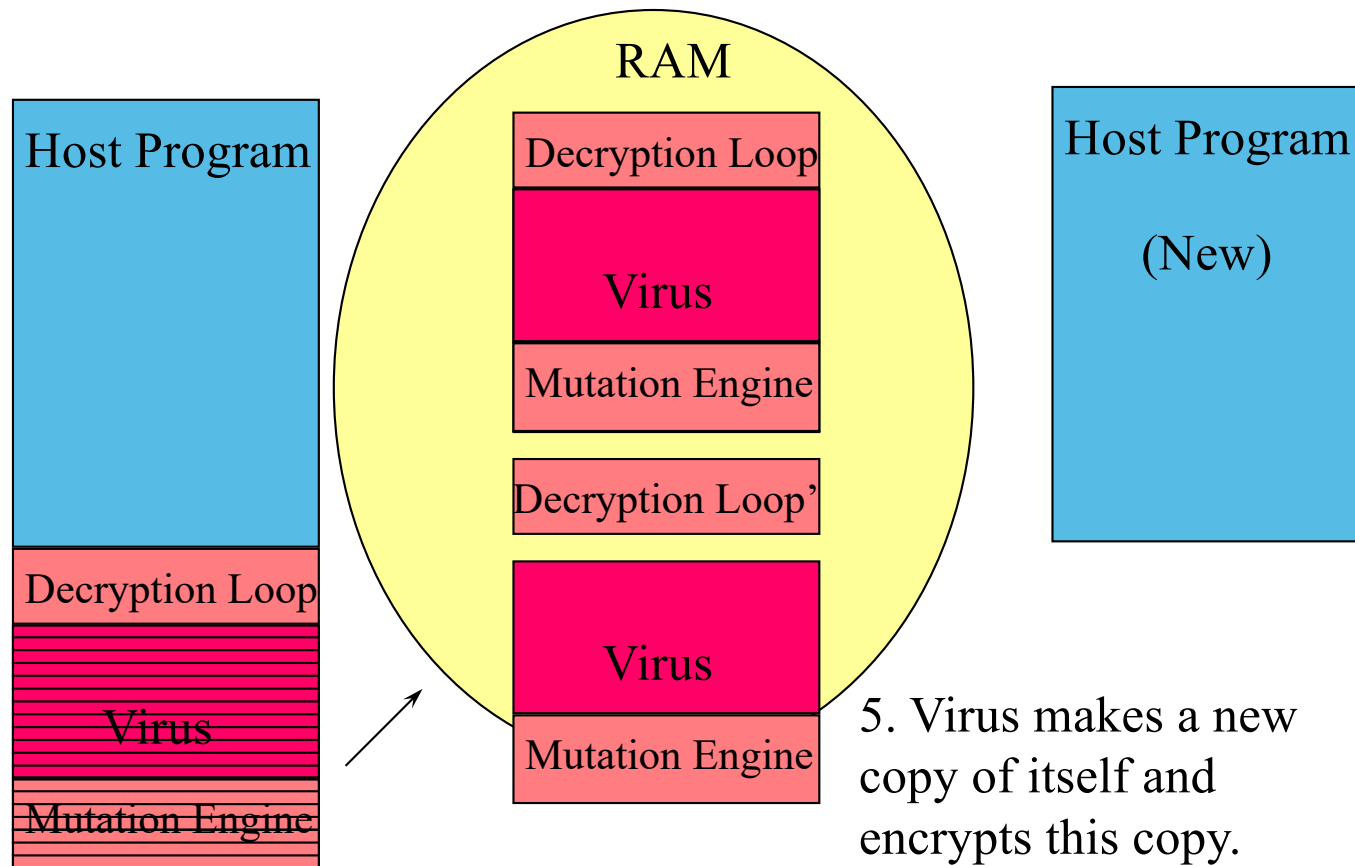 RAM
Host Program
Decryption Loop
Virus
Mutation Engine
Decryption Loop
Virus
Mutation Engine
Decryption Loop’
Virus
Mutation Engine
Host Program
(New)
5. Virus makes a new
copy of itself and
encrypts this copy.